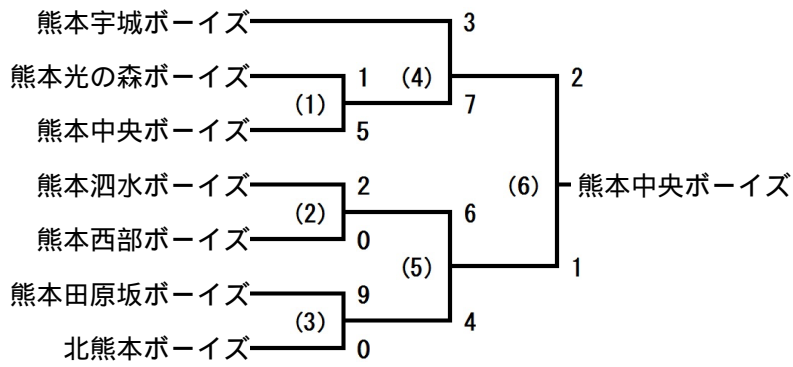 熊本宇城ボーイズ 3
熊本光の森ボーイズ 1 (4) 2
(1) 7
熊本中央ボーイズ 5
熊本泗水ボーイズ 2 (6) 熊本中央ボーイズ
(2) 6
熊本西部ボーイズ 0
(5) 1
熊本田原坂ボーイズ 9
(3) 4
北熊本ボーイズ 0